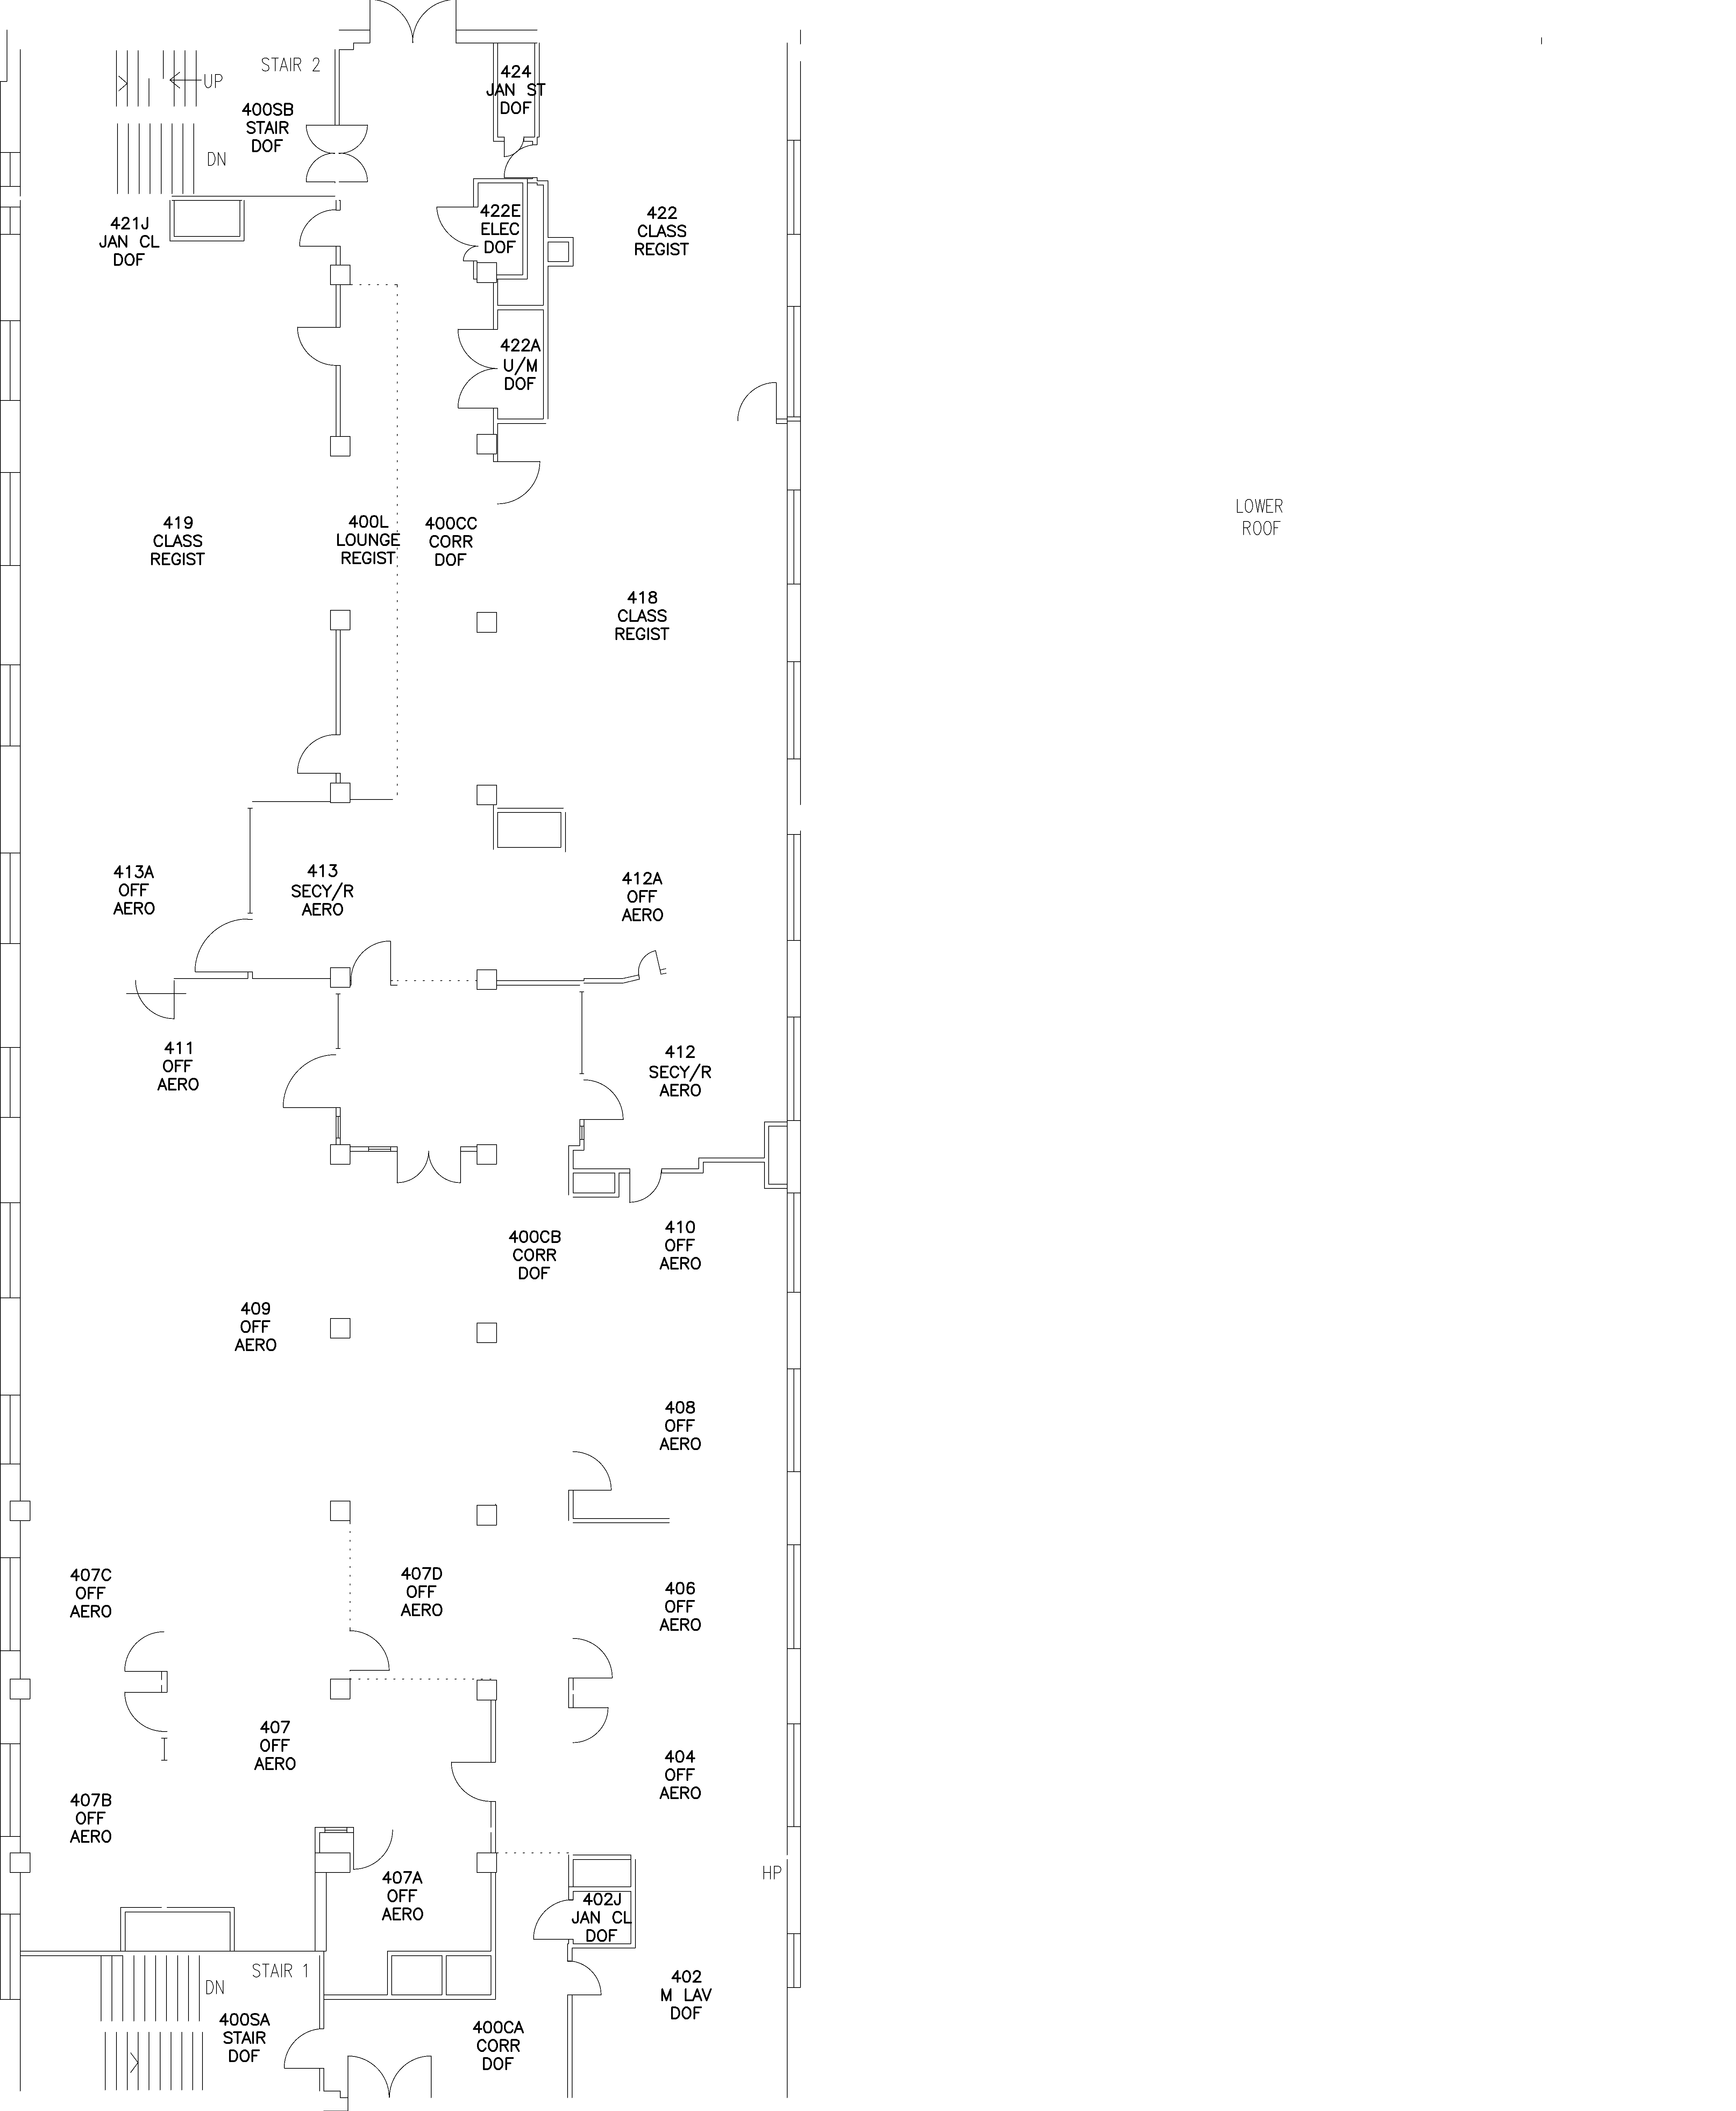 STAIR 2
UP
400SB
STAIR
DOF
DN
424
JAN ST
DOF
421J
JAN CL
DOF
422E
ELEC
DOF
422
CLASS
REGIST
422A
U/M
DOF
LOWER
ROOF
419
CLASS
REGIST
400L
LOUNGE
REGIST
400CC
CORR
DOF
418
CLASS
REGIST
413A
OFF
AERO
413
SECY/R
AERO
412A
OFF
AERO
411
OFF
AERO
412
SECY/R
AERO
400CB
CORR
DOF
410
OFF
AERO
409
OFF
AERO
408
OFF
AERO
407C
OFF
AERO
407D
OFF
AERO
406
OFF
AERO
407
OFF
AERO
404
OFF
AERO
407B
OFF
AERO
407A
OFF
AERO
HP
402J
JAN CL
DOF
STAIR 1
DN
402
M LAV
DOF
400SA
STAIR
DOF
400CA
CORR
DOF